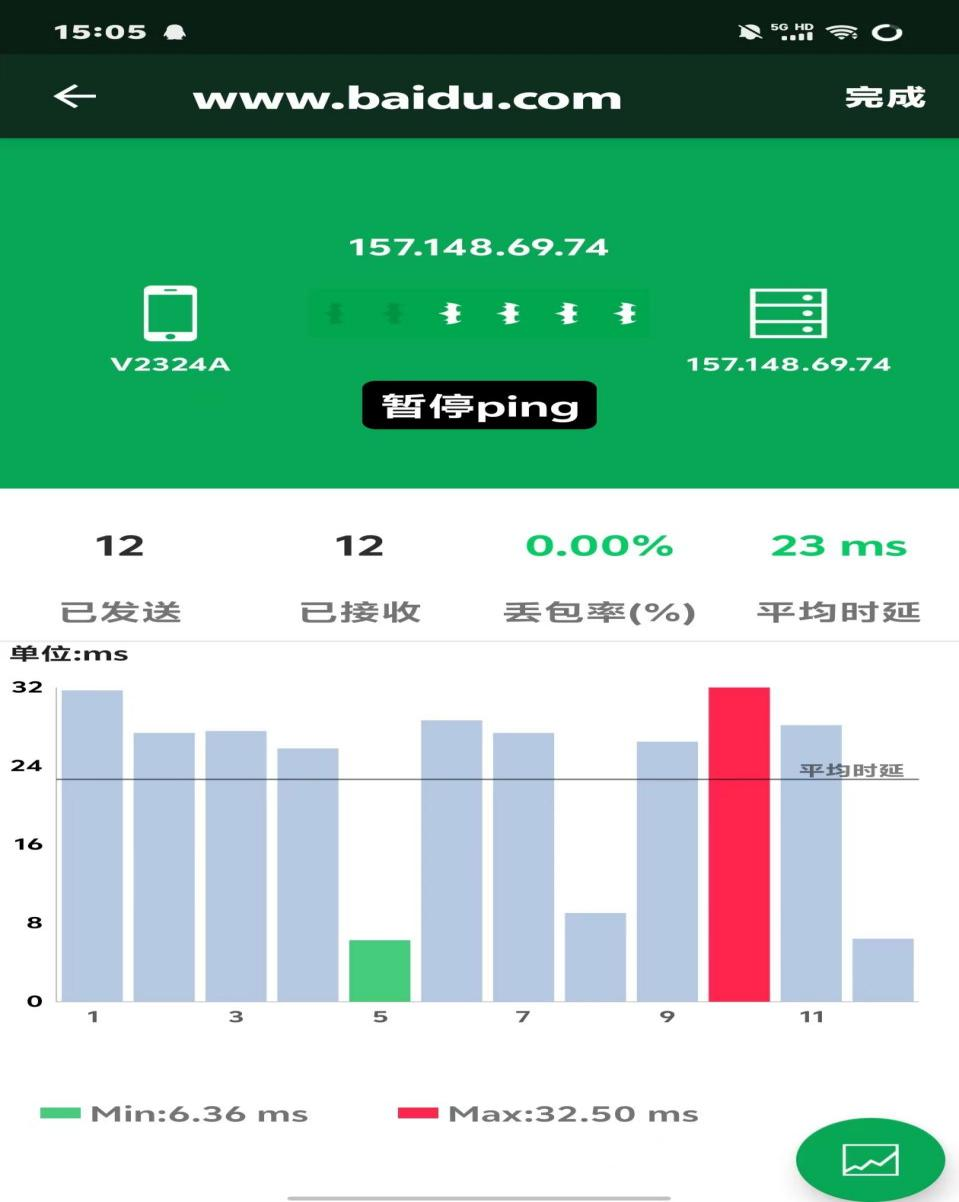 15:05
5G HD
www.baidu.com 完成
157.148.69.74
V2324A 157.148.69.74
暂停ping
12 12 0.00% 23 ms
已发送 已接收 丢包率(%) 平均时延
单位:ms
32
24
平均时延
16
8
0
1 3 5 7 9 11
Min:6.36 ms Max:32.50 ms